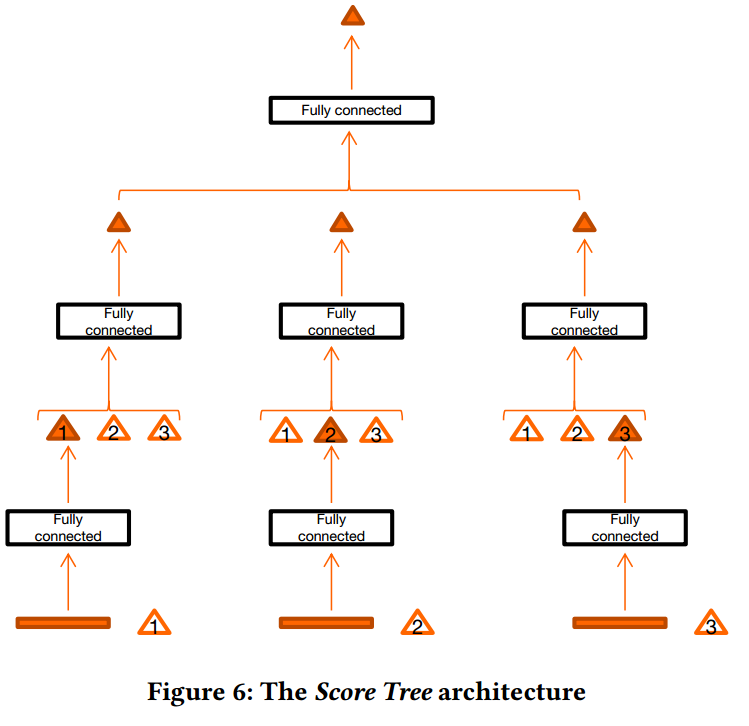 Fully connected
Fully
connected
Fully
connected
Fully
connected
1 2 3
1 2 3
1 2 3
Fully
connected
Fully
connected
Fully
connected
1
2
3
Figure 6: The Score Tree architecture